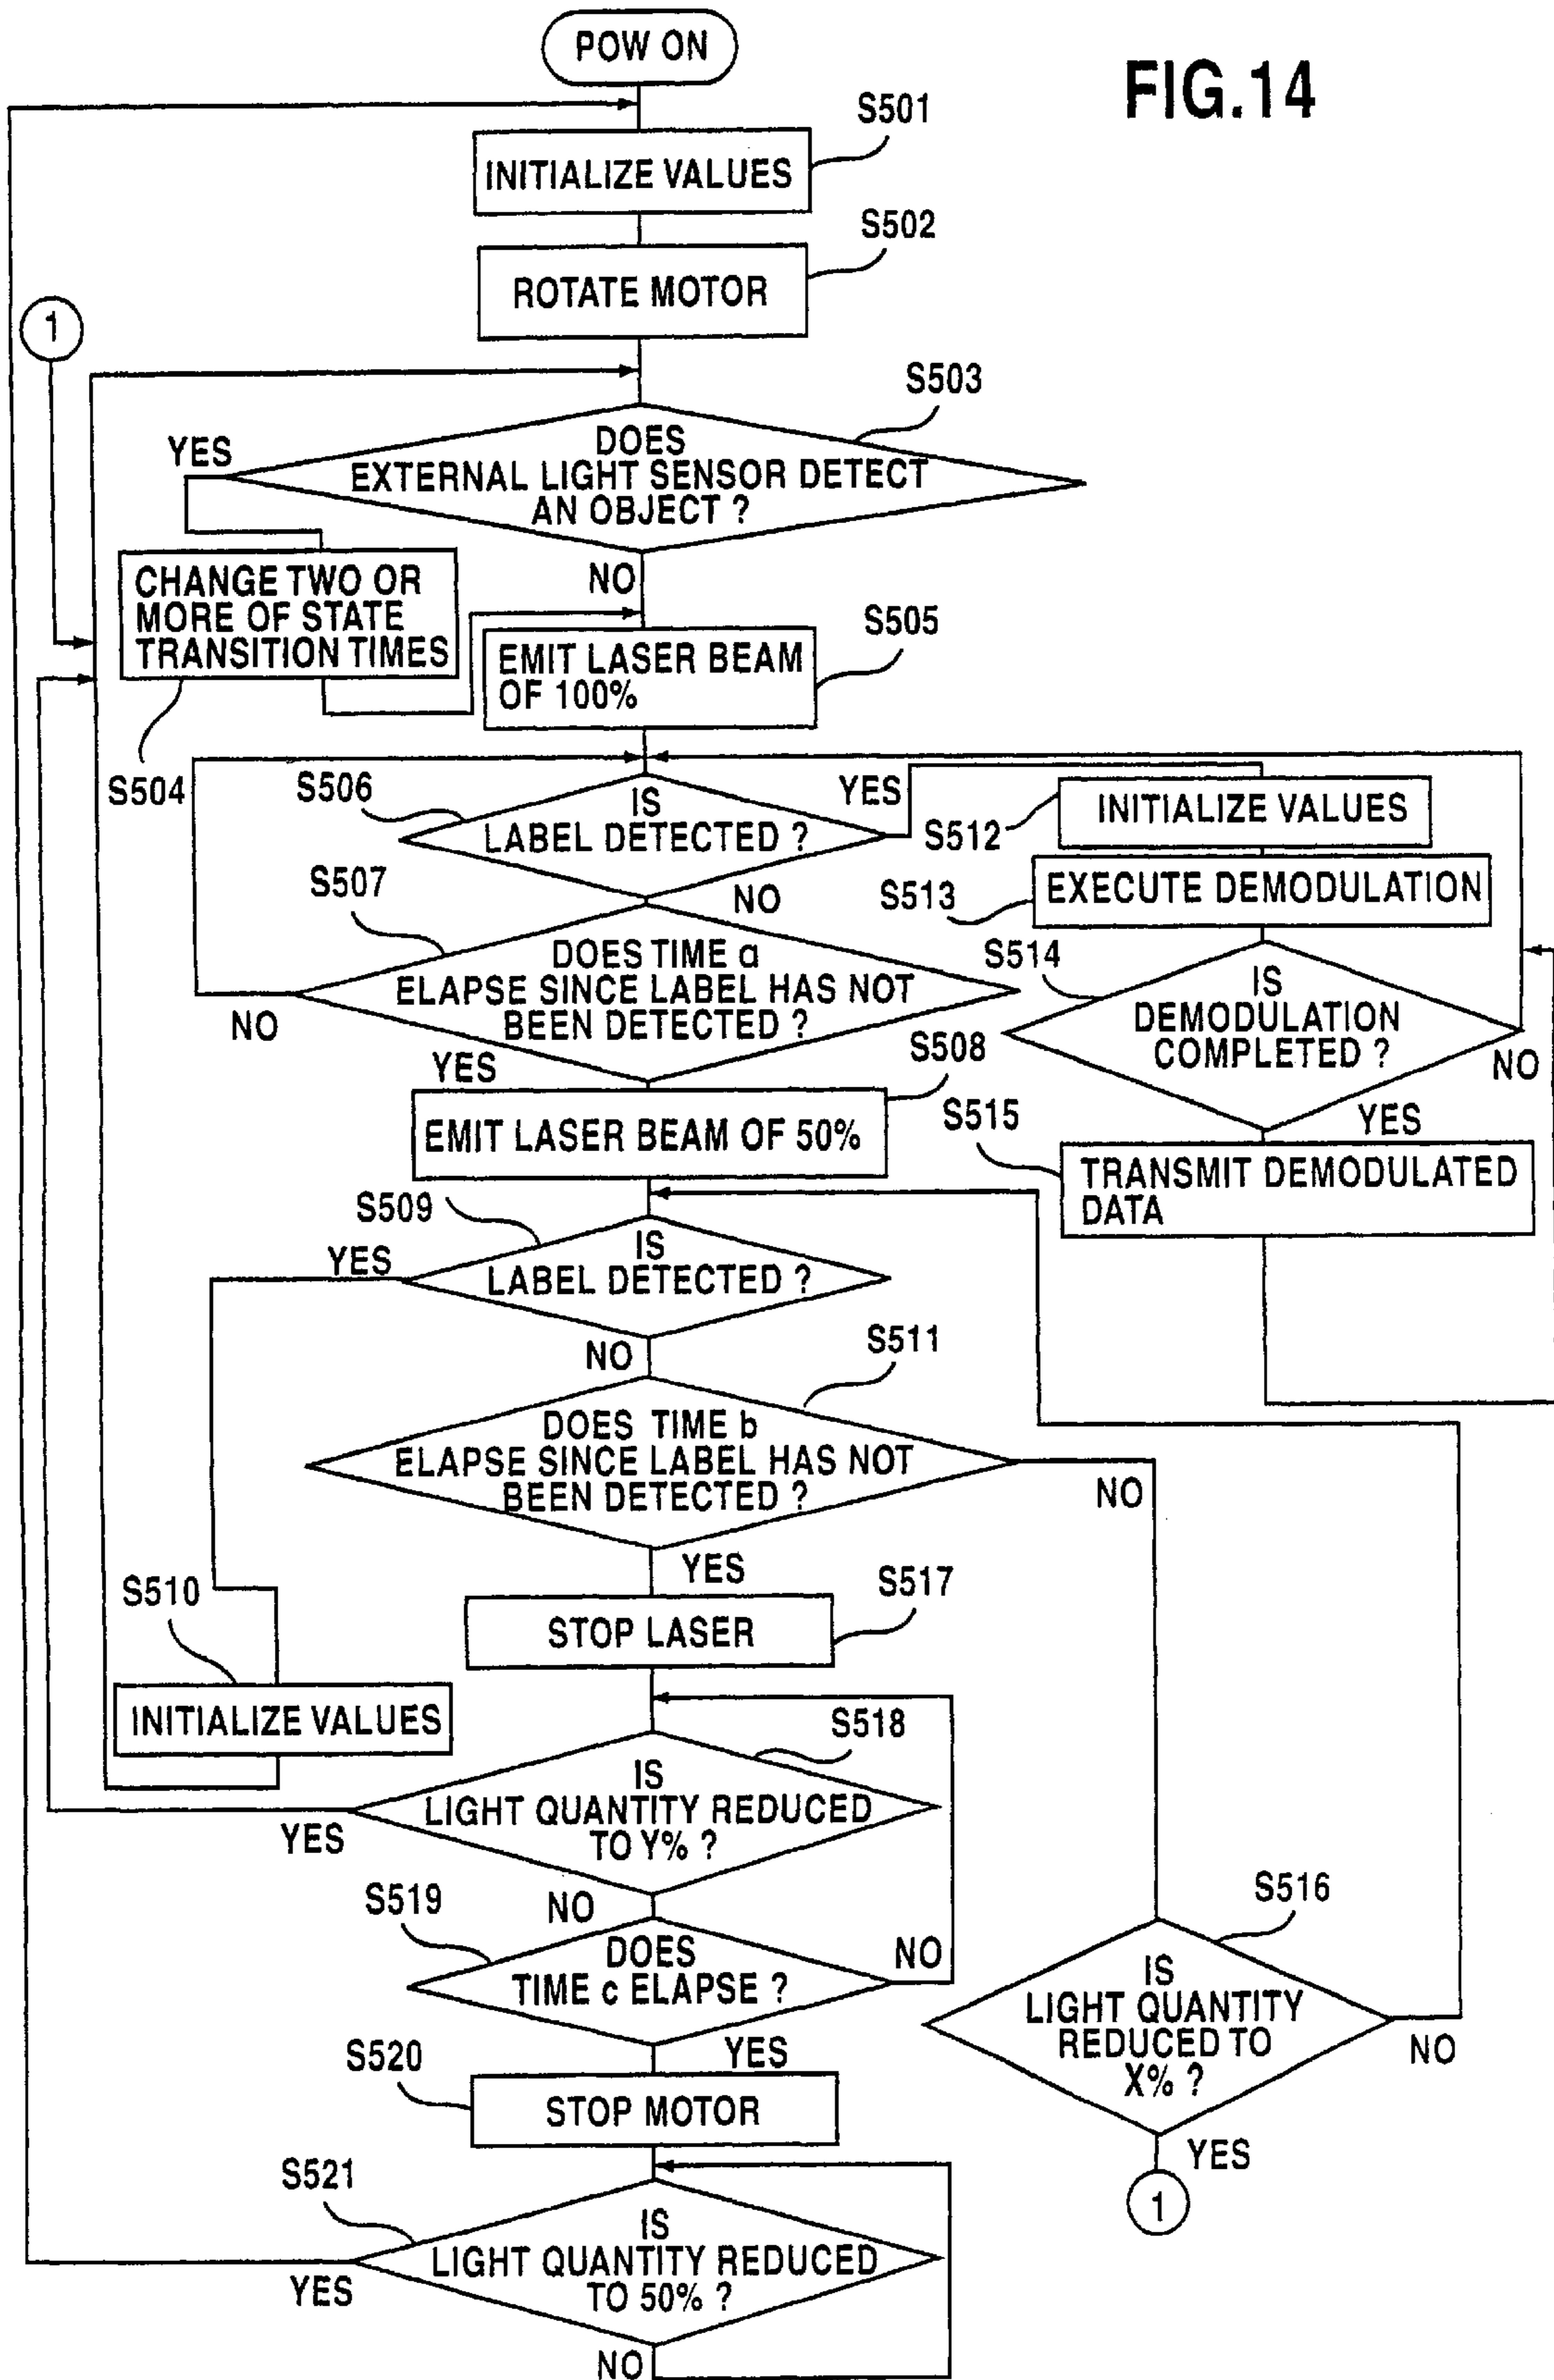 POW ON
FIG.14
S501
INITIALIZE VALUES
S502
ROTATE MOTOR
1
S503
YES
DOES
EXTERNAL LIGHT SENSOR DETECT
AN OBJECT ?
NO
CHANGE TWO OR
MORE OF STATE
TRANSITION TIMES
S504
S505
EMIT LASER BEAM
OF 100%
S506
IS
LABEL DETECTED ?
YES
NO
S512
INITIALIZE VALUES
S513
EXECUTE DEMODULATION
S507
DOES TIME a
ELAPSE SINCE LABEL HAS NOT
BEEN DETECTED ?
NO
YES
S514
IS
DEMODULATION
COMPLETED ?
NO
YES
S508
EMIT LASER BEAM OF 50%
S515
TRANSMIT DEMODULATED
DATA
S509
YES
IS
LABEL DETECTED ?
NO
S511
DOES TIME b
ELAPSE SINCE LABEL HAS NOT
BEEN DETECTED ?
NO
YES
S510
INITIALIZE VALUES
S517
STOP LASER
S518
IS
LIGHT QUANTITY REDUCED
TO Y% ?
YES
NO
S519
DOES
TIME c ELAPSE ?
NO
YES
S516
IS
LIGHT QUANTITY
REDUCED TO
X% ?
NO
YES
1
S520
STOP MOTOR
S521
IS
LIGHT QUANTITY REDUCED
TO 50% ?
YES
NO